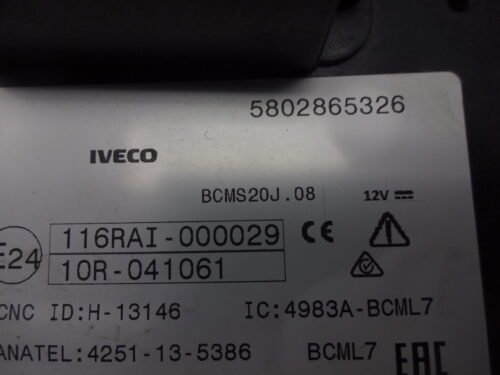 5802865326
IVECO
BCMS20J.08 12V
E24 116RAI-000029 CE
10R-041061
CNC ID:H-13146 IC:4983A-BCML7
ANATEL:4251-13-5386 BCML7 EAC